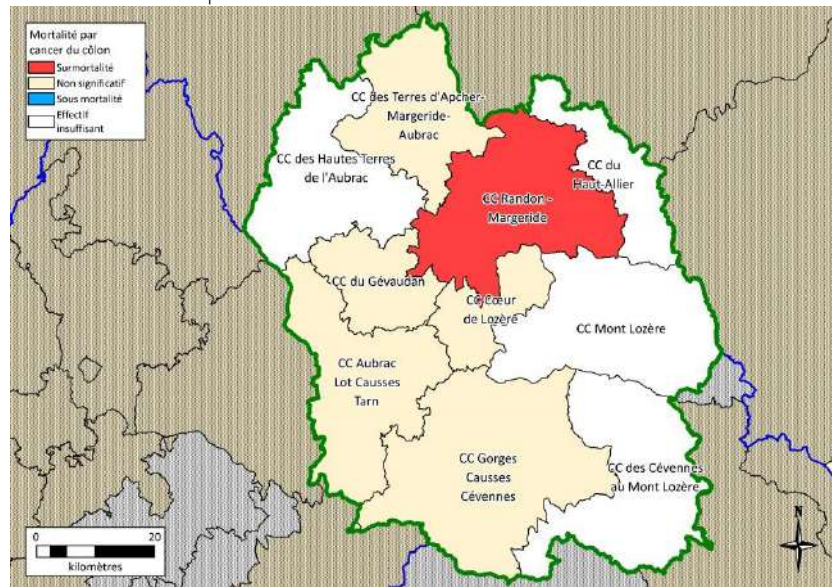 Mortalité par
cancer du côlon
Surmortalité
Non significatif
Sous mortalité
Effectif
insuffisant
CC des Terres d'Apcher-
Margeride-
Aubrac
CC des Hautes Terres
de l'Aubrac
CC du
Haut-Allier
CC Randon -
Margeride
CC du Gévaudan
CC Cœur
de Lozère
CC Mont Lozère
CC Aubrac
Lot Causses
Tarn
CC Gorges
Causses
Cévennes
CC des Cévennes
au Mont Lozère
0 20
kilomètres
N